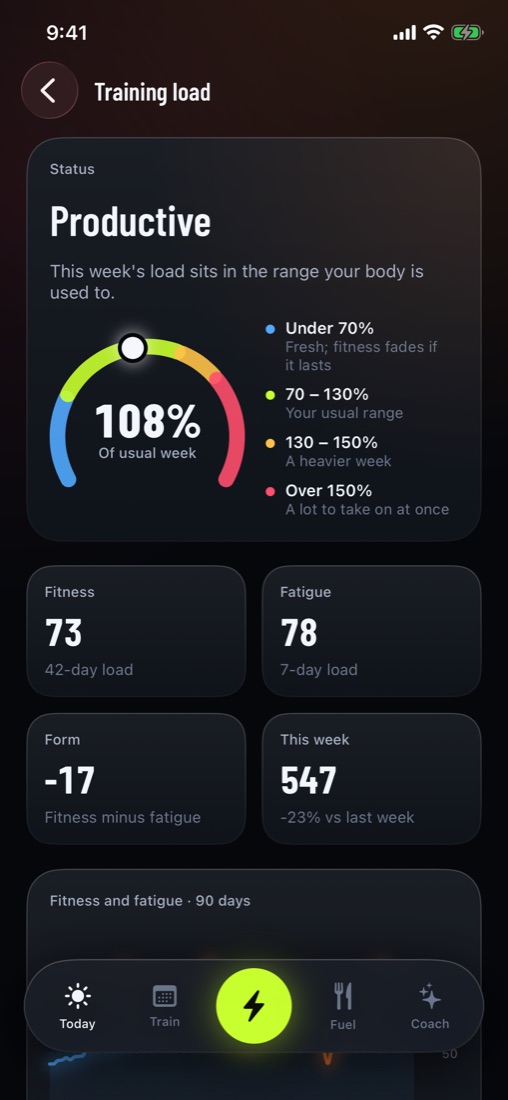 9:41
Training load
Status
Productive
This week's load sits in the range your body is
used to.
108%
Of usual week
Under 70%
Fresh; fitness fades if
it lasts
70 – 130%
Your usual range
130 – 150%
A heavier week
Over 150%
A lot to take on at once
Fitness
73
42-day load
Fatigue
78
7-day load
Form
-17
Fitness minus fatigue
This week
547
-23% vs last week
Fitness and fatigue · 90 days
50
Today
Train
Fuel
Coach